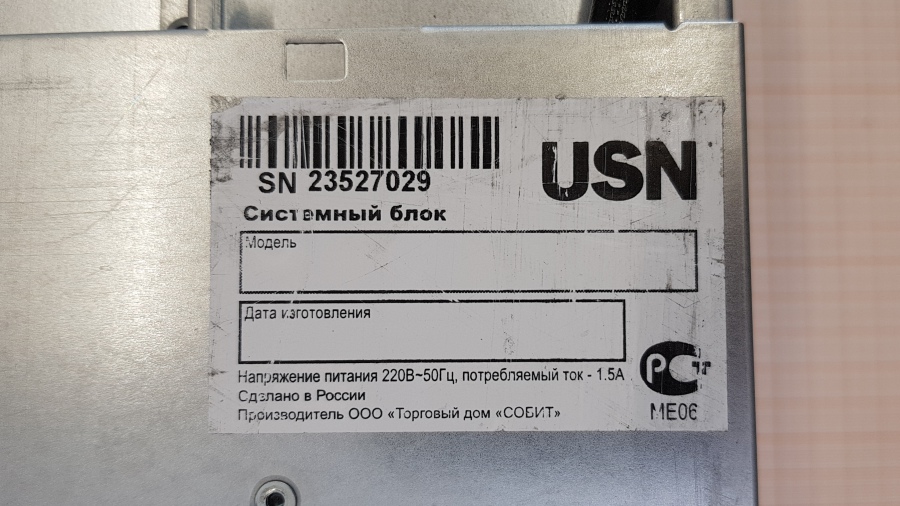 SN 23527029
USN
Системный блок
Модель
Дата изготовления
Напряжение питания 220В~50Гц, потребляемый ток - 1.5А
Сделано в России
Производитель ООО «Торговый дом «СОБИТ»
РСТ
МЕ06